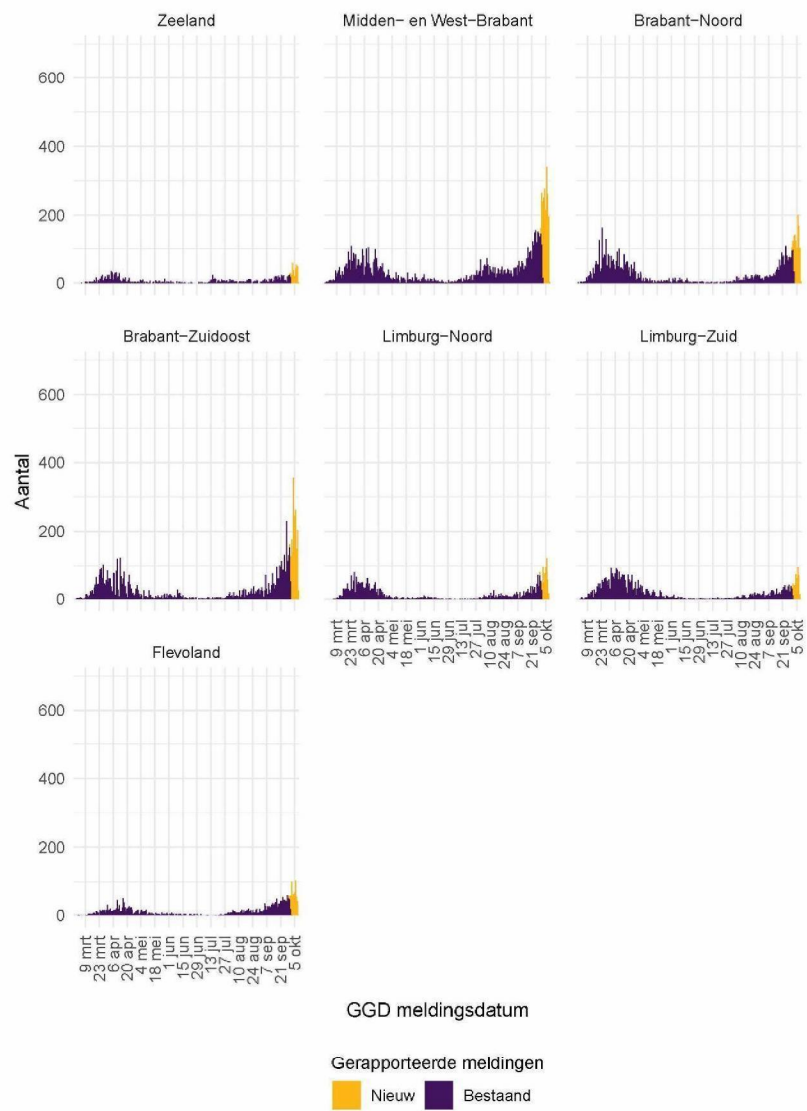 Zeeland
Midden− en West−Brabant
Brabant−Noord
600
400
200
0
Brabant−Zuidoost
Limburg−Noord
Limburg−Zuid
Aantal
600
400
200
0
9 mrt
23 mrt
6 apr
20 apr
4 mei
18 mei
1 jun
15 jun
29 jun
13 jul
27 jul
10 aug
24 aug
7 sep
21 sep
5 okt
9 mrt
23 mrt
6 apr
20 apr
4 mei
18 mei
1 jun
15 jun
29 jun
13 jul
27 jul
10 aug
24 aug
7 sep
21 sep
5 okt
Flevoland
600
400
200
0
9 mrt
23 mrt
6 apr
20 apr
4 mei
18 mei
1 jun
15 jun
29 jun
13 jul
27 jul
10 aug
24 aug
7 sep
21 sep
5 okt
GGD meldingsdatum
Gerapporteerde meldingen
Nieuw
Bestaand